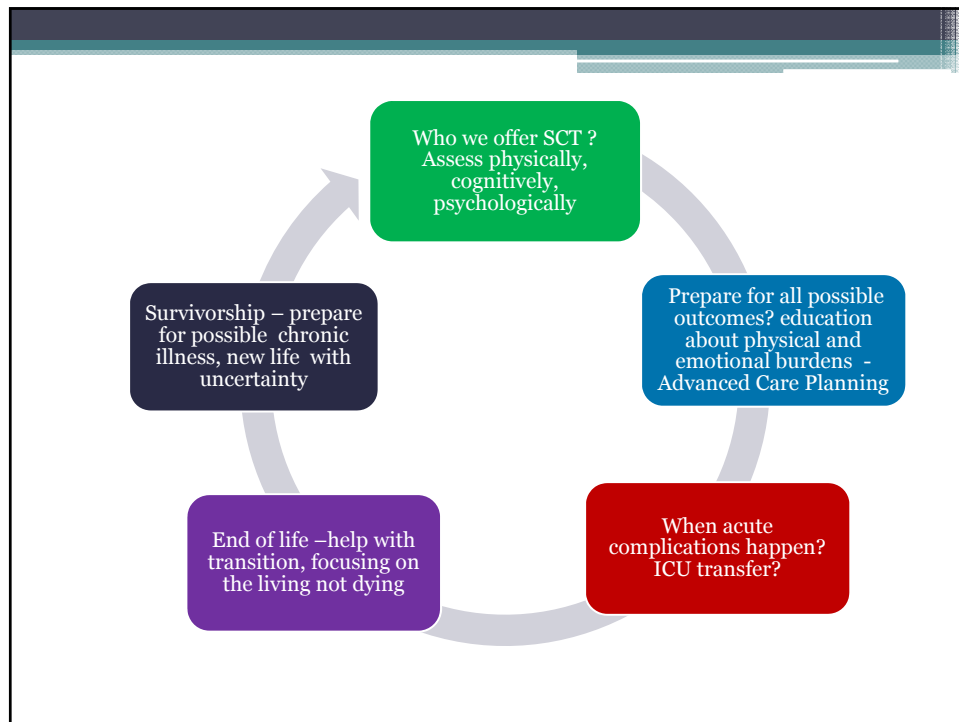 Who we offer SCT ?
Assess physically,
cognitively,
psychologically
Prepare for all possible
outcomes? education
about physical and
emotional burdens -
Advanced Care Planning
When acute
complications happen?
ICU transfer?
End of life –help with
transition, focusing on
the living not dying
Survivorship – prepare
for possible chronic
illness, new life with
uncertainty